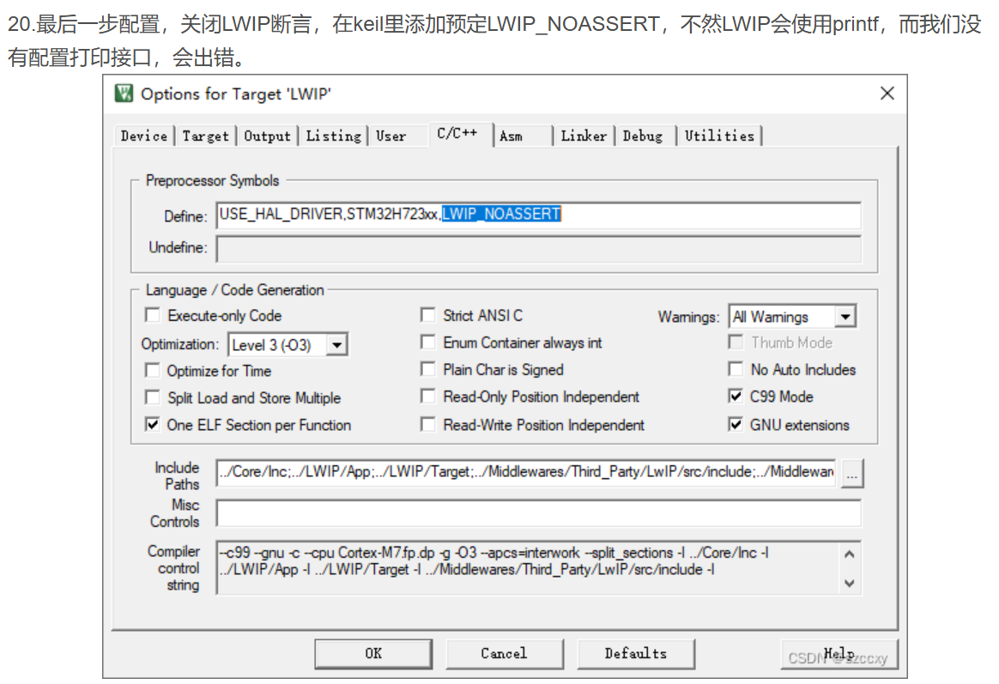 20.最后一步配置，关闭LWIP断言，在keil里添加预定LWIP_NOASSERT，不然LWIP会使用printf，而我们没
有配置打印接口，会出错。
Options for Target 'LWIP'
Device Target Output Listing User C/C++ Asm Linker Debug Utilities
Preprocessor Symbols
Define: USE_HAL_DRIVER,STM32H723xx,LWIP_NOASSERT
Undefine:
Language / Code Generation
Execute-only Code Strict ANSI C Warnings: All Warnings
Optimization: Level 3 (-O3) Enum Container always int Thumb Mode
Optimize for Time Plain Char is Signed No Auto Includes
Split Load and Store Multiple Read-Only Position Independent C99 Mode
One ELF Section per Function Read-Write Position Independent GNU extensions
Include
Paths
../Core/Inc;../LWIP/App;../LWIP/Target;../Middlewares/Third_Party/LwIP/src/include;../Middlewar
...
Misc
Controls
Compiler
control
string
--c99 --gnu -c --cpu Cortex-M7.fp.dp -g -O3 --apcs=interwork --split_sections -I ../Core/Inc -I
../LWIP/App -I ../LWIP/Target -I ../Middlewares/Third_Party/LwIP/src/include -I
OK Cancel Defaults Help